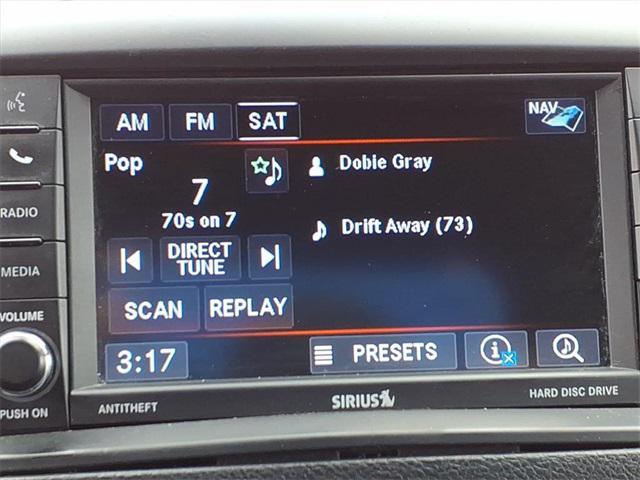 AM FM SAT NAV
Pop
7
70s on 7
Dobie Gray
Drift Away (73)
DIRECT
TUNE
SCAN REPLAY
3:17 PRESETS
RADIO
MEDIA
VOLUME
PUSH ON
ANTITHEFT SIRIUS HARD DISC DRIVE